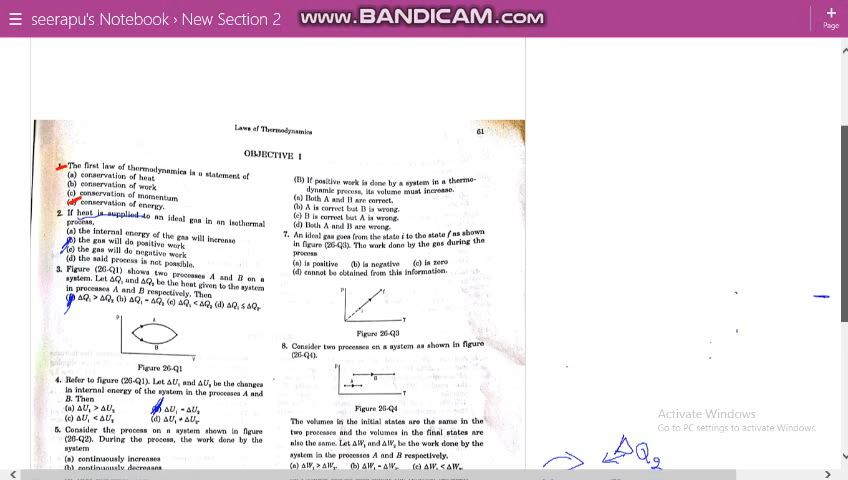 seerapu's Notebook › New Section 2
www.BANDICAM.com
+
Page
Laws of Thermodynamics
61
OBJECTIVE I
1. The first law of thermodynamics is a statement of
(a) conservation of heat
(b) conservation of work
(c) conservation of momentum
(d) conservation of energy.
2. If heat is supplied to an ideal gas in an isothermal
process,
(a) the internal energy of the gas will increase
(b) the gas will do positive work
(c) the gas will do negative work
(d) the said process is not possible.
3. Figure (26-Q1) shows two processes A and B on a
system. Let ΔQ₁ and ΔQ₂ be the heat given to the system
in processes A and B respectively. Then
(a) ΔQ₁ > ΔQ₂ (b) ΔQ₁ = ΔQ₂ (c) ΔQ₁ < ΔQ₂ (d) ΔQ₁ ≤ ΔQ₂.
P
A
B
V
Figure 26-Q1
4. Refer to figure (26-Q1). Let ΔU₁ and ΔU₂ be the changes
in internal energy of the system in the processes A and
B. Then
(a) ΔU₁ > ΔU₂ (b) ΔU₁ = ΔU₂
(c) ΔU₁ < ΔU₂ (d) ΔU₁ ≠ ΔU₂.
5. Consider the process on a system shown in figure
(26-Q2). During the process, the work done by the
system
(a) continuously increases
(b) continuously decreases
(B) If positive work is done by a system in a thermo-
dynamic process, its volume must increase.
(a) Both A and B are correct.
(b) A is correct but B is wrong.
(c) B is correct but A is wrong.
(d) Both A and B are wrong.
7. An ideal gas goes from the state i to the state f as shown
in figure (26-Q3). The work done by the gas during the
process
(a) is positive (b) is negative (c) is zero
(d) cannot be obtained from this information.
P
f
i
T
Figure 26-Q3
8. Consider two processes on a system as shown in figure
(26-Q4).
P
A
B
T
Figure 26-Q4
The volumes in the initial states are the same in the
two processes and the volumes in the final states are
also the same. Let ΔW₁ and ΔW₂ be the work done by the
system in the processes A and B respectively.
(a) ΔW₁ > ΔW₂. (b) ΔW₁ = ΔW₂. (c) ΔW₁ < ΔW₂.
ΔQ₂
Activate Windows
Go to PC settings to activate Windows.